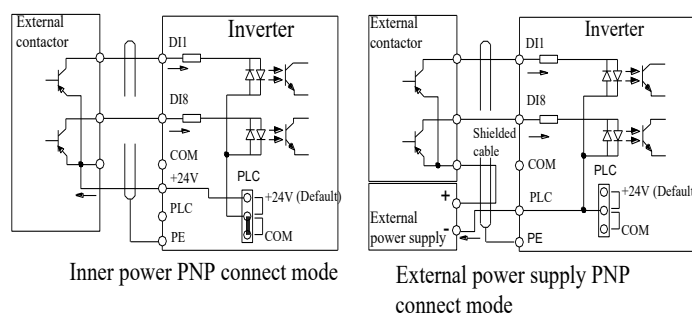 External
contactor
Inverter
DI1
DI8
COM
+24V
PLC
PE
PLC
+24V (Default)
COM
Inner power PNP connect mode
External
contactor
Inverter
DI1
DI8
Shielded
cable
COM
PLC
PE
PLC
+24V (Default)
COM
+
-
External
power supply
External power supply PNP
connect mode